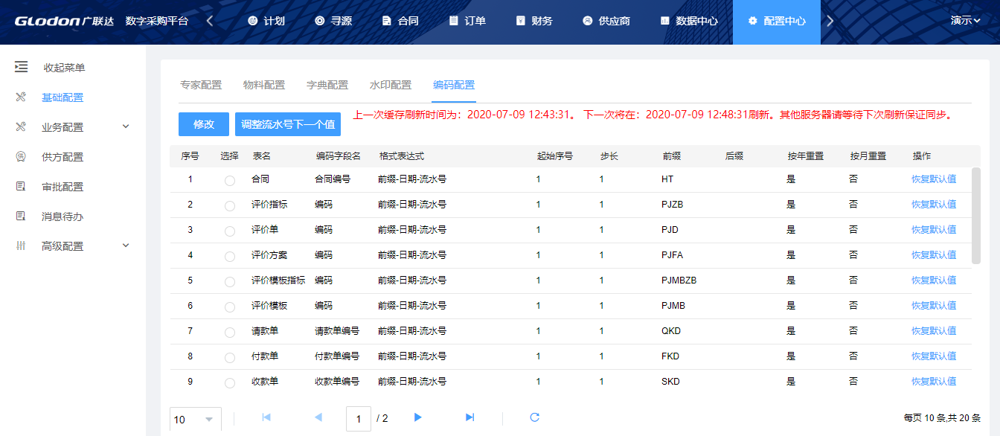 GLODON广联达 数字采购平台 计划 寻源 合同 订单 财务 供应商 数据中心 配置中心 演示
收起菜单
基础配置
业务配置
供方配置
审批配置
消息待办
高级配置
专家配置 物料配置 字典配置 水印配置 编码配置
修改 调整流水号下一个值 上一次缓存刷新时间为：2020-07-09 12:43:31。 下一次将在：2020-07-09 12:48:31刷新。其他服务器请等待下次刷新保证同步。
序号 选择 表名 编码字段名 格式表达式 起始序号 步长 前缀 后缀 按年重置 按月重置 操作
1 合同 合同编号 前缀-日期-流水号 1 1 HT 是 否 恢复默认值
2 评价指标 编码 前缀-日期-流水号 1 1 PJZB 是 否 恢复默认值
3 评价单 编码 前缀-日期-流水号 1 1 PJD 是 否 恢复默认值
4 评价方案 编码 前缀-日期-流水号 1 1 PJFA 是 否 恢复默认值
5 评价模板指标 编码 前缀-日期-流水号 1 1 PJMBZB 是 否 恢复默认值
6 评价模板 编码 前缀-日期-流水号 1 1 PJMB 是 否 恢复默认值
7 请款单 请款单编号 前缀-日期-流水号 1 1 QKD 是 否 恢复默认值
8 付款单 付款单编号 前缀-日期-流水号 1 1 FKD 是 否 恢复默认值
9 收款单 收款单编号 前缀-日期-流水号 1 1 SKD 是 否 恢复默认值
10 1 / 2 每页 10 条,共 20 条